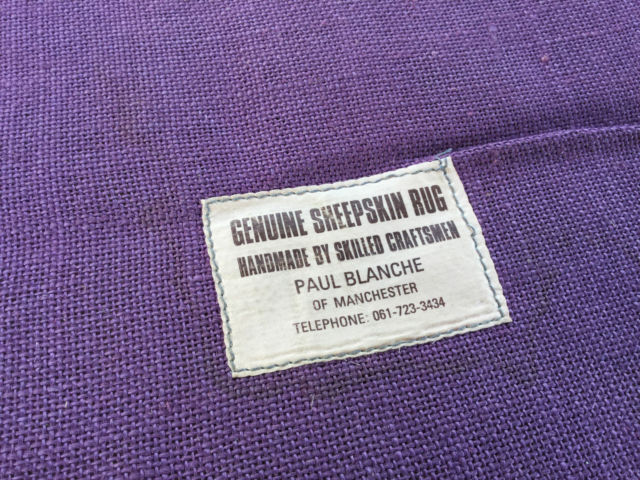 GENUINE SHEEPSKIN RUG
HANDMADE BY SKILLED CRAFTSMEN
PAUL BLANCHE
OF MANCHESTER
TELEPHONE: 061-723-3434